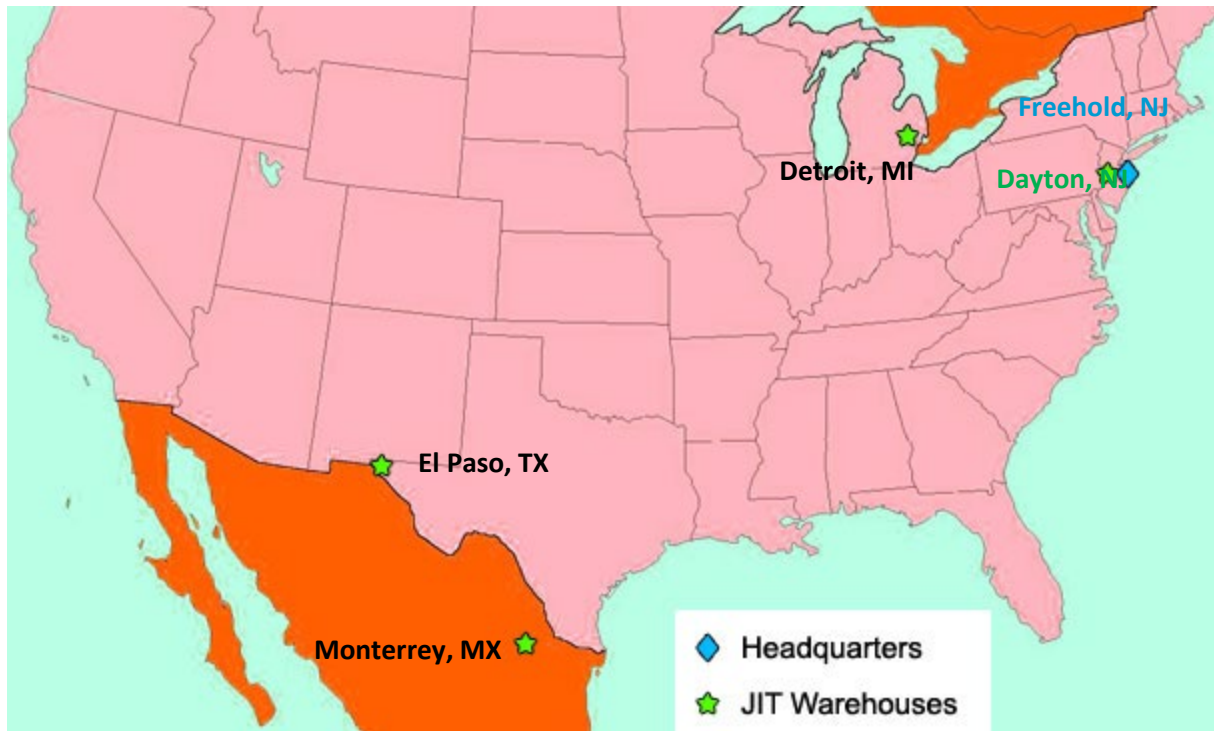 Freehold, NJ
Detroit, MI
Dayton, NJ
El Paso, TX
Monterrey, MX
Headquarters
JIT Warehouses